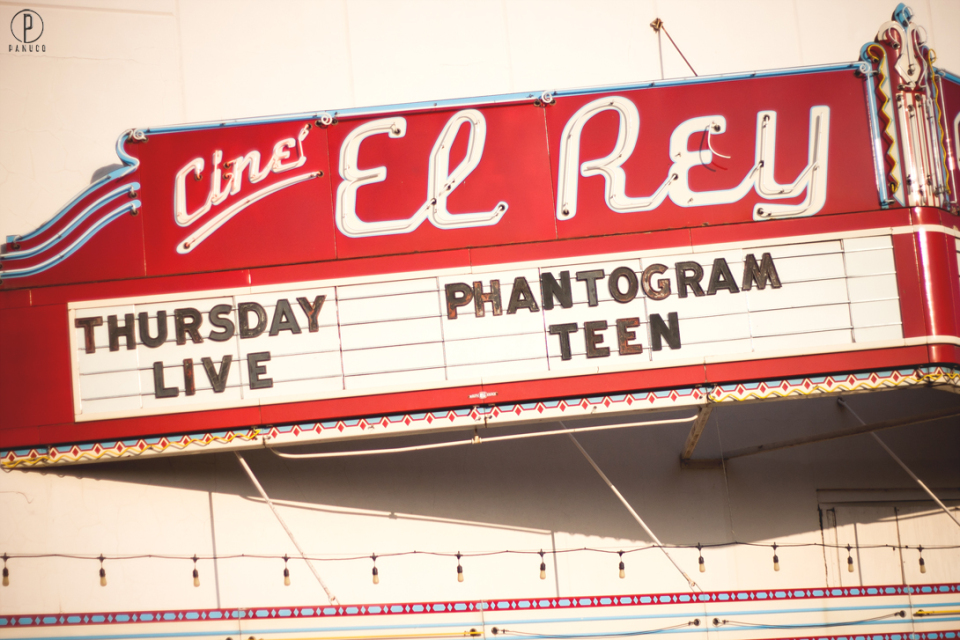 P
PANUCO
Ciné El Rey
THURSDAY PHANTOGRAM
LIVE TEEN